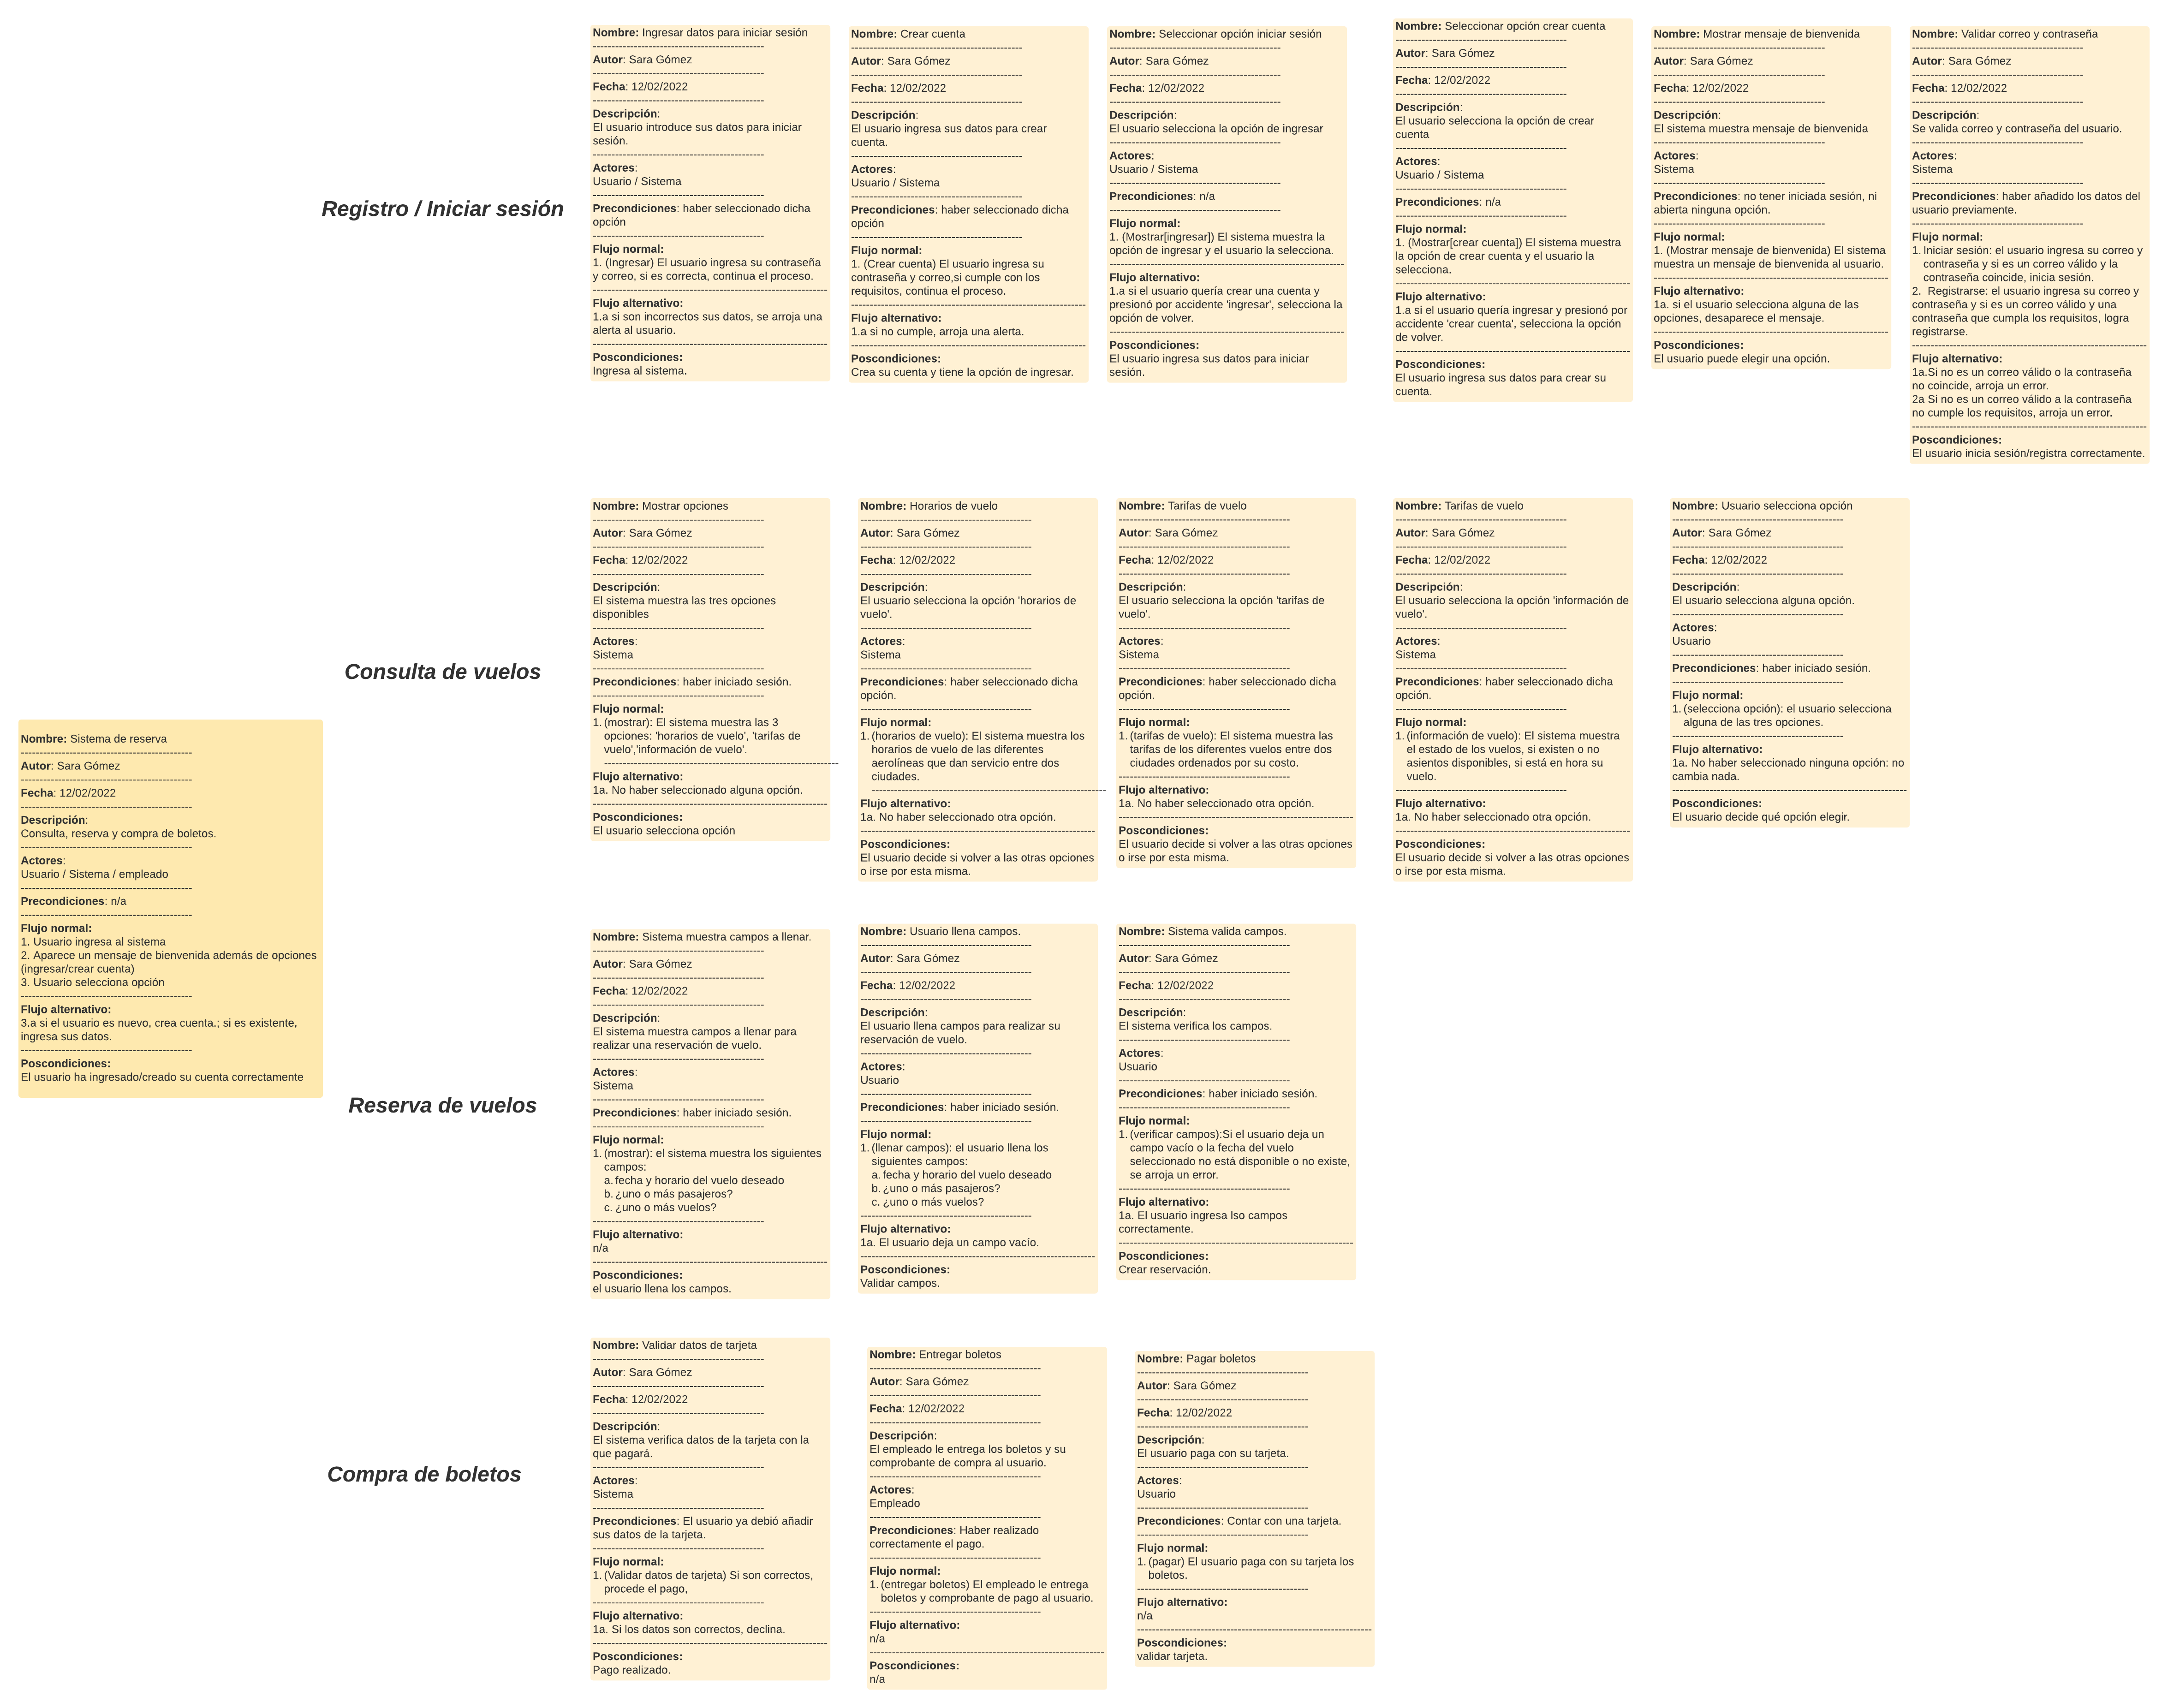 Nombre: Sistema de reserva
----------------------------------------------
Autor: Sara Gómez
----------------------------------------------
Fecha: 12/02/2022
----------------------------------------------
Descripción:
Consulta, reserva y compra de boletos.
----------------------------------------------
Actores:
Usuario / Sistema / empleado
----------------------------------------------
Precondiciones: n/a
----------------------------------------------
Flujo normal:
1. Usuario ingresa al sistema
2. Aparece un mensaje de bienvenida además de opciones
(ingresar/crear cuenta)
3. Usuario selecciona opción
----------------------------------------------
Flujo alternativo:
3.a si el usuario es nuevo, crea cuenta.; si es existente,
ingresa sus datos.
----------------------------------------------
Poscondiciones:
El usuario ha ingresado/creado su cuenta correctamente
Registro / Iniciar sesión
Nombre: Ingresar datos para iniciar sesión
----------------------------------------------
Autor: Sara Gómez
----------------------------------------------
Fecha: 12/02/2022
----------------------------------------------
Descripción:
El usuario introduce sus datos para iniciar
sesión.
----------------------------------------------
Actores:
Usuario / Sistema
----------------------------------------------
Precondiciones: haber seleccionado dicha
opción
----------------------------------------------
Flujo normal:
1. (Ingresar) El usuario ingresa su contraseña
y correo, si es correcta, continua el proceso.
---------------------------------------------------------------
Flujo alternativo:
1.a si son incorrectos sus datos, se arroja una
alerta al usuario.
---------------------------------------------------------------
Poscondiciones:
Ingresa al sistema.
Nombre: Crear cuenta
----------------------------------------------
Autor: Sara Gómez
----------------------------------------------
Fecha: 12/02/2022
----------------------------------------------
Descripción:
El usuario ingresa sus datos para crear
cuenta.
----------------------------------------------
Actores:
Usuario / Sistema
----------------------------------------------
Precondiciones: haber seleccionado dicha
opción
----------------------------------------------
Flujo normal:
1. (Crear cuenta) El usuario ingresa su
contraseña y correo,si cumple con los
requisitos, continua el proceso.
---------------------------------------------------------------
Flujo alternativo:
1.a si no cumple, arroja una alerta.
---------------------------------------------------------------
Poscondiciones:
Crea su cuenta y tiene la opción de ingresar.
Nombre: Seleccionar opción iniciar sesión
----------------------------------------------
Autor: Sara Gómez
----------------------------------------------
Fecha: 12/02/2022
----------------------------------------------
Descripción:
El usuario selecciona la opción de ingresar
----------------------------------------------
Actores:
Usuario / Sistema
----------------------------------------------
Precondiciones: n/a
----------------------------------------------
Flujo normal:
1. (Mostrar[ingresar]) El sistema muestra la
opción de ingresar y el usuario la selecciona.
---------------------------------------------------------------
Flujo alternativo:
1.a si el usuario quería crear una cuenta y
presionó por accidente 'ingresar', selecciona la
opción de volver.
---------------------------------------------------------------
Poscondiciones:
El usuario ingresa sus datos para iniciar
sesión.
Nombre: Seleccionar opción crear cuenta
----------------------------------------------
Autor: Sara Gómez
----------------------------------------------
Fecha: 12/02/2022
----------------------------------------------
Descripción:
El usuario selecciona la opción de crear
cuenta
----------------------------------------------
Actores:
Usuario / Sistema
----------------------------------------------
Precondiciones: n/a
----------------------------------------------
Flujo normal:
1. (Mostrar[crear cuenta]) El sistema muestra
la opción de crear cuenta y el usuario la
selecciona.
---------------------------------------------------------------
Flujo alternativo:
1.a si el usuario quería ingresar y presionó por
accidente 'crear cuenta', selecciona la opción
de volver.
---------------------------------------------------------------
Poscondiciones:
El usuario ingresa sus datos para crear su
cuenta.
Nombre: Mostrar mensaje de bienvenida
----------------------------------------------
Autor: Sara Gómez
----------------------------------------------
Fecha: 12/02/2022
----------------------------------------------
Descripción:
El sistema muestra mensaje de bienvenida
----------------------------------------------
Actores:
Sistema
----------------------------------------------
Precondiciones: no tener iniciada sesión, ni
abierta ninguna opción.
----------------------------------------------
Flujo normal:
1. (Mostrar mensaje de bienvenida) El sistema
muestra un mensaje de bienvenida al usuario.
---------------------------------------------------------------
Flujo alternativo:
1a. si el usuario selecciona alguna de las
opciones, desaparece el mensaje.
---------------------------------------------------------------
Poscondiciones:
El usuario puede elegir una opción.
Nombre: Validar correo y contraseña
----------------------------------------------
Autor: Sara Gómez
----------------------------------------------
Fecha: 12/02/2022
----------------------------------------------
Descripción:
Se valida correo y contraseña del usuario.
----------------------------------------------
Actores:
Sistema
----------------------------------------------
Precondiciones: haber añadido los datos del
usuario previamente.
----------------------------------------------
Flujo normal:
1. Iniciar sesión: el usuario ingresa su correo y
contraseña y si es un correo válido y la
contraseña coincide, inicia sesión.
2. Registrarse: el usuario ingresa su correo y
contraseña y si es un correo válido y una
contraseña que cumpla los requisitos, logra
registrarse.
---------------------------------------------------------------
Flujo alternativo:
1a.Si no es un correo válido o la contraseña
no coincide, arroja un error.
2a Si no es un correo válido a la contraseña
no cumple los requisitos, arroja un error.
---------------------------------------------------------------
Poscondiciones:
El usuario inicia sesión/registra correctamente.
Consulta de vuelos
Nombre: Mostrar opciones
----------------------------------------------
Autor: Sara Gómez
----------------------------------------------
Fecha: 12/02/2022
----------------------------------------------
Descripción:
El sistema muestra las tres opciones
disponibles
----------------------------------------------
Actores:
Sistema
----------------------------------------------
Precondiciones: haber iniciado sesión.
----------------------------------------------
Flujo normal:
1. (mostrar): El sistema muestra las 3
opciones: 'horarios de vuelo', 'tarifas de
vuelo','información de vuelo'.
---------------------------------------------------------------
Flujo alternativo:
1a. No haber seleccionado alguna opción.
---------------------------------------------------------------
Poscondiciones:
El usuario selecciona opción
Nombre: Horarios de vuelo
----------------------------------------------
Autor: Sara Gómez
----------------------------------------------
Fecha: 12/02/2022
----------------------------------------------
Descripción:
El usuario selecciona la opción 'horarios de
vuelo'.
----------------------------------------------
Actores:
Sistema
----------------------------------------------
Precondiciones: haber seleccionado dicha
opción.
----------------------------------------------
Flujo normal:
1. (horarios de vuelo): El sistema muestra los
horarios de vuelo de las diferentes
aerolíneas que dan servicio entre dos
ciudades.
---------------------------------------------------------------
Flujo alternativo:
1a. No haber seleccionado otra opción.
---------------------------------------------------------------
Poscondiciones:
El usuario decide si volver a las otras opciones
o irse por esta misma.
Nombre: Tarifas de vuelo
----------------------------------------------
Autor: Sara Gómez
----------------------------------------------
Fecha: 12/02/2022
----------------------------------------------
Descripción:
El usuario selecciona la opción 'tarifas de
vuelo'.
----------------------------------------------
Actores:
Sistema
----------------------------------------------
Precondiciones: haber seleccionado dicha
opción.
----------------------------------------------
Flujo normal:
1. (tarifas de vuelo): El sistema muestra las
tarifas de los diferentes vuelos entre dos
ciudades ordenados por su costo.
----------------------------------------------
Flujo alternativo:
1a. No haber seleccionado otra opción.
---------------------------------------------------------------
Poscondiciones:
El usuario decide si volver a las otras opciones
o irse por esta misma.
Nombre: Tarifas de vuelo
----------------------------------------------
Autor: Sara Gómez
----------------------------------------------
Fecha: 12/02/2022
----------------------------------------------
Descripción:
El usuario selecciona la opción 'información de
vuelo'.
----------------------------------------------
Actores:
Sistema
----------------------------------------------
Precondiciones: haber seleccionado dicha
opción.
----------------------------------------------
Flujo normal:
1. (información de vuelo): El sistema muestra
el estado de los vuelos, si existen o no
asientos disponibles, si está en hora su
vuelo.
----------------------------------------------
Flujo alternativo:
1a. No haber seleccionado otra opción.
---------------------------------------------------------------
Poscondiciones:
El usuario decide si volver a las otras opciones
o irse por esta misma.
Nombre: Usuario selecciona opción
----------------------------------------------
Autor: Sara Gómez
----------------------------------------------
Fecha: 12/02/2022
----------------------------------------------
Descripción:
El usuario selecciona alguna opción.
----------------------------------------------
Actores:
Usuario
----------------------------------------------
Precondiciones: haber iniciado sesión.
----------------------------------------------
Flujo normal:
1. (selecciona opción): el usuario selecciona
alguna de las tres opciones.
----------------------------------------------
Flujo alternativo:
1a. No haber seleccionado ninguna opción: no
cambia nada.
---------------------------------------------------------------
Poscondiciones:
El usuario decide qué opción elegir.
Reserva de vuelos
Nombre: Sistema muestra campos a llenar.
----------------------------------------------
Autor: Sara Gómez
----------------------------------------------
Fecha: 12/02/2022
----------------------------------------------
Descripción:
El sistema muestra campos a llenar para
realizar una reservación de vuelo.
----------------------------------------------
Actores:
Sistema
----------------------------------------------
Precondiciones: haber iniciado sesión.
----------------------------------------------
Flujo normal:
1. (mostrar): el sistema muestra los siguientes
campos:
a. fecha y horario del vuelo deseado
b. ¿uno o más pasajeros?
c. ¿uno o más vuelos?
----------------------------------------------
Flujo alternativo:
n/a
---------------------------------------------------------------
Poscondiciones:
el usuario llena los campos.
Nombre: Usuario llena campos.
----------------------------------------------
Autor: Sara Gómez
----------------------------------------------
Fecha: 12/02/2022
----------------------------------------------
Descripción:
El usuario llena campos para realizar su
reservación de vuelo.
----------------------------------------------
Actores:
Usuario
----------------------------------------------
Precondiciones: haber iniciado sesión.
----------------------------------------------
Flujo normal:
1. (llenar campos): el usuario llena los
siguientes campos:
a. fecha y horario del vuelo deseado
b. ¿uno o más pasajeros?
c. ¿uno o más vuelos?
----------------------------------------------
Flujo alternativo:
1a. El usuario deja un campo vacío.
---------------------------------------------------------------
Poscondiciones:
Validar campos.
Nombre: Sistema valida campos.
----------------------------------------------
Autor: Sara Gómez
----------------------------------------------
Fecha: 12/02/2022
----------------------------------------------
Descripción:
El sistema verifica los campos.
----------------------------------------------
Actores:
Usuario
----------------------------------------------
Precondiciones: haber iniciado sesión.
----------------------------------------------
Flujo normal:
1. (verificar campos):Si el usuario deja un
campo vacío o la fecha del vuelo
seleccionado no está disponible o no existe,
se arroja un error.
----------------------------------------------
Flujo alternativo:
1a. El usuario ingresa lso campos
correctamente.
---------------------------------------------------------------
Poscondiciones:
Crear reservación.
Compra de boletos
Nombre: Validar datos de tarjeta
----------------------------------------------
Autor: Sara Gómez
----------------------------------------------
Fecha: 12/02/2022
----------------------------------------------
Descripción:
El sistema verifica datos de la tarjeta con la
que pagará.
----------------------------------------------
Actores:
Sistema
----------------------------------------------
Precondiciones: El usuario ya debió añadir
sus datos de la tarjeta.
----------------------------------------------
Flujo normal:
1. (Validar datos de tarjeta) Si son correctos,
procede el pago,
----------------------------------------------
Flujo alternativo:
1a. Si los datos son correctos, declina.
---------------------------------------------------------------
Poscondiciones:
Pago realizado.
Nombre: Entregar boletos
----------------------------------------------
Autor: Sara Gómez
----------------------------------------------
Fecha: 12/02/2022
----------------------------------------------
Descripción:
El empleado le entrega los boletos y su
comprobante de compra al usuario.
----------------------------------------------
Actores:
Empleado
----------------------------------------------
Precondiciones: Haber realizado
correctamente el pago.
----------------------------------------------
Flujo normal:
1. (entregar boletos) El empleado le entrega
boletos y comprobante de pago al usuario.
----------------------------------------------
Flujo alternativo:
n/a
---------------------------------------------------------------
Poscondiciones:
n/a
Nombre: Pagar boletos
----------------------------------------------
Autor: Sara Gómez
----------------------------------------------
Fecha: 12/02/2022
----------------------------------------------
Descripción:
El usuario paga con su tarjeta.
----------------------------------------------
Actores:
Usuario
----------------------------------------------
Precondiciones: Contar con una tarjeta.
----------------------------------------------
Flujo normal:
1. (pagar) El usuario paga con su tarjeta los
boletos.
----------------------------------------------
Flujo alternativo:
n/a
---------------------------------------------------------------
Poscondiciones:
validar tarjeta.